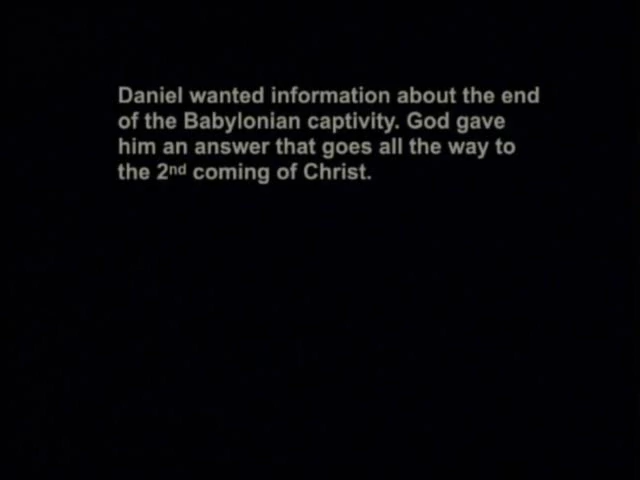 Daniel wanted information about the end
of the Babylonian captivity. God gave
him an answer that goes all the way to
the 2nd coming of Christ.